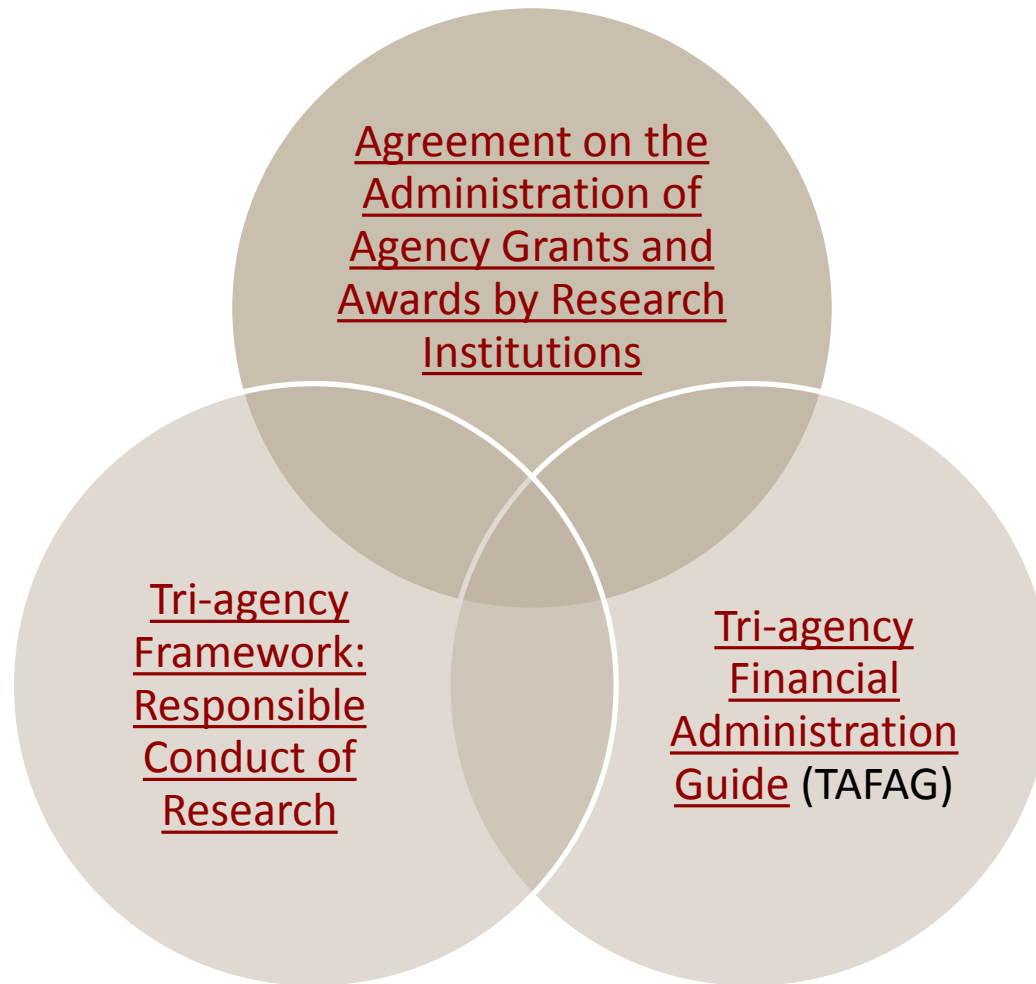 Agreement on the
Administration of
Agency Grants and
Awards by Research
Institutions
Tri-agency
Framework:
Responsible
Conduct of
Research
Tri-agency
Financial
Administration
Guide (TAFAG)